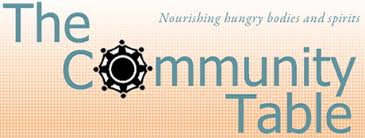 The
Nourishing hungry bodies and spirits
Community
Table